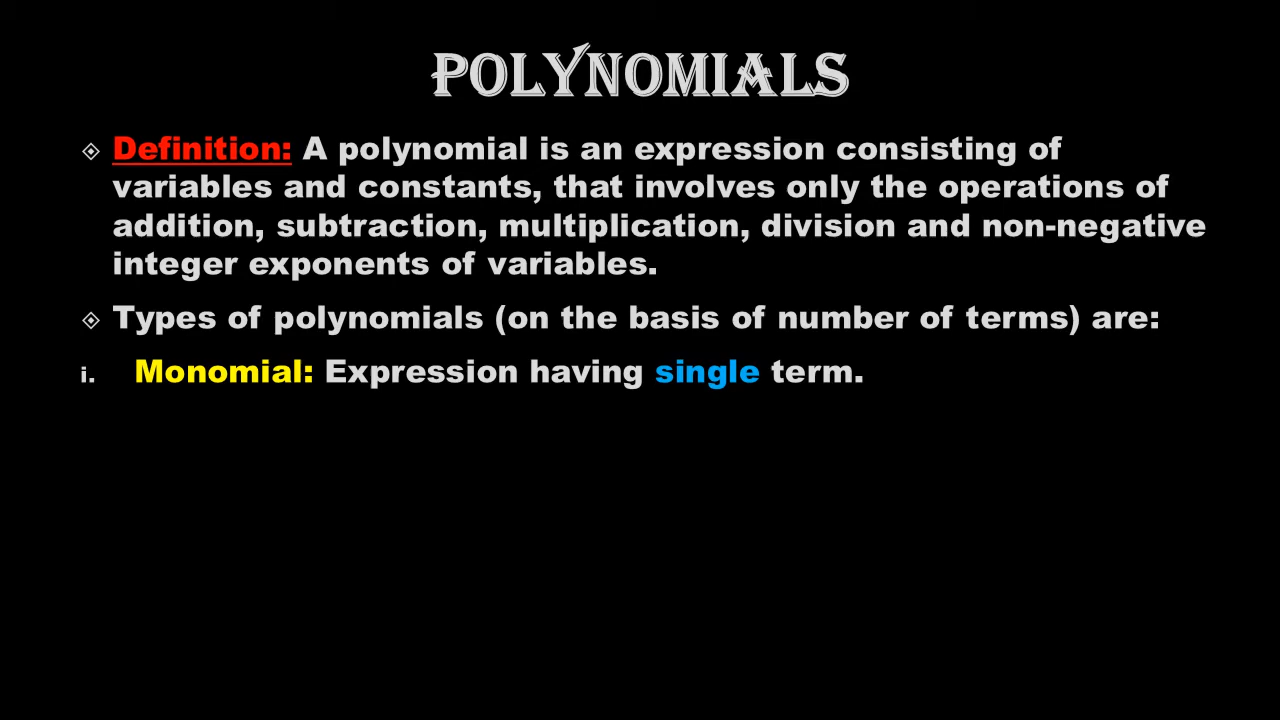 POLYNOMIALS
Definition: A polynomial is an expression consisting of
variables and constants, that involves only the operations of
addition, subtraction, multiplication, division and non-negative
integer exponents of variables.
Types of polynomials (on the basis of number of terms) are:
i. Monomial: Expression having single term.